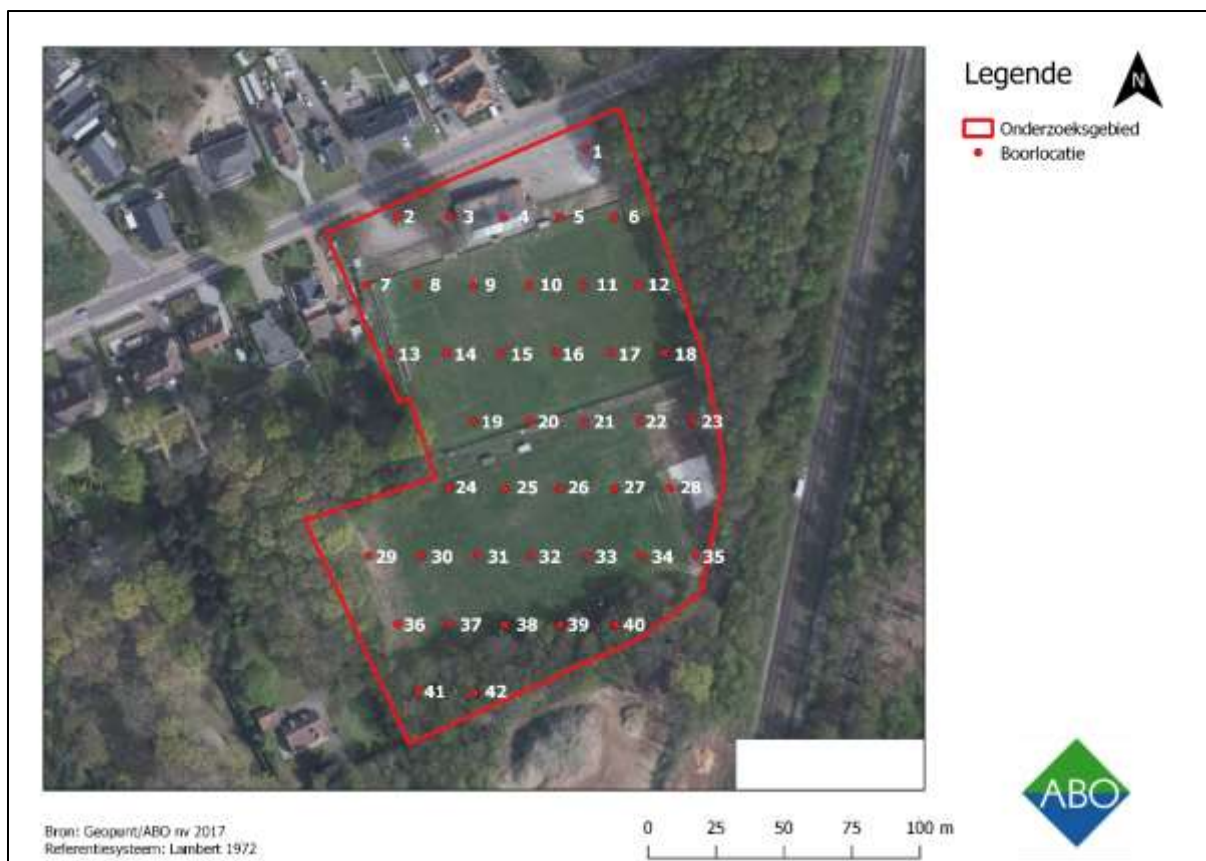 Legende
N
Onderzoeksgebied
Boorlocatie
1
2 3 4 5 6
7 8 9 10 11 12
13 14 15 16 17 18
19 20 21 22 23
24 25 26 27 28
29 30 31 32 33 34 35
36 37 38 39 40
41 42
Bron: Geopunt/ABO nv 2017
Referentiesysteem: Lambert 1972
0 25 50 75 100 m
ABO